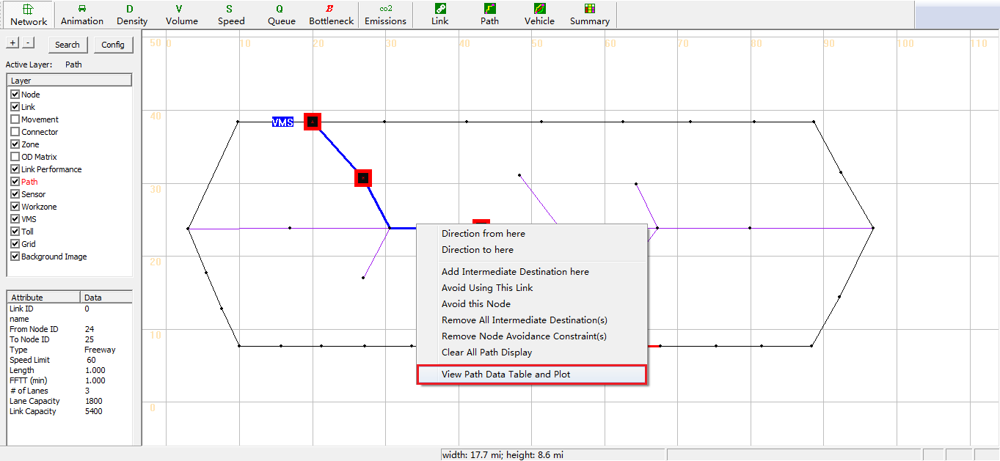 Network Animation Density Volume Speed Queue Bottleneck Emissions Link Path Vehicle Summary
D V S Q B co2
+ - Search Config
Active Layer: Path
Layer
Node
Link
Movement
Connector
Zone
OD Matrix
Link Performance
Path
Sensor
Workzone
VMS
Toll
Grid
Background Image
Attribute Data
Link ID 0
name
From Node ID 24
To Node ID 25
Type Freeway
Speed Limit 60
Length 1.000
FFTT (min) 1.000
# of Lanes 3
Lane Capacity 1800
Link Capacity 5400
50 0 10 20 30 40 50 60 70 80 90 100 110
40
30
20
10
0
VMS
Direction from here
Direction to here
Add Intermediate Destination here
Avoid Using This Link
Avoid this Node
Remove All Intermediate Destination(s)
Remove Node Avoidance Constraint(s)
Clear All Path Display
View Path Data Table and Plot
width: 17.7 mi; height: 8.6 mi